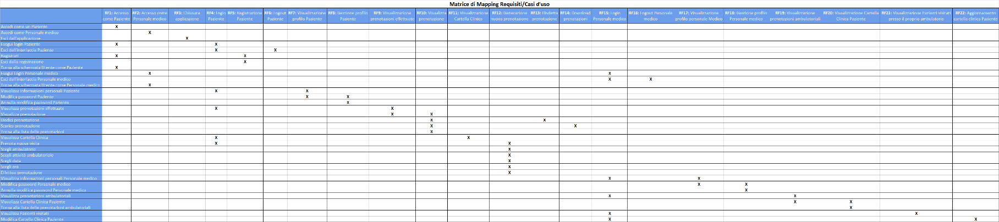 Matrice di Mapping Requisiti/Casi d'uso
RF1: Accesso come Paziente RF2: Accesso come Personale medico RF3: Chiusura applicazione RF4: Login Paziente RF5: Registrazione Paziente RF6: Logout Paziente RF7: Visualizzazione profilo Paziente RF8: Gestione profilo Paziente RF9: Visualizzazione prenotazioni effettuate RF10: Visualizza prenotazione RF11: Visualizzazione Cartella Clinica RF12: Generazione nuova prenotazione RF13: Disdetta prenotazione RF14: Download prenotazioni RF15: Login Personale medico RF16: Logout Personale medico RF17: Visualizzazione profilo personale Medico RF18: Gestione profilo Personale medico RF19: Visualizzazione prenotazioni ambulatoriali RF20: Visualizzazione Cartella Clinica Paziente RF21: Visualizzazione Pazienti visitati presso il proprio ambulatorio RF22: Aggiornamento cartella clinica Paziente
Accedi come un Paziente X
Accedi come Personale medico X
Esci dall'applicazione X
Esegui login Paziente X X
Esci dall'interfaccia Paziente X X
Registrati X X
Esci dalla registrazione X
Torna alla schermata Utente come Paziente X
Esegui Login Personale medico X X
Esci dall'interfaccia Personale medico X X
Torna alla schermata Utente come Personale medico X
Visualizza informazioni personali Paziente X X
Modifica password Paziente X X
Annulla modifica password Paziente X
Visualizza prenotazioni effettuate X X
Visualizza prenotazione X X
Disdici prenotazione X X
Scarica prenotazione X X
Torna alla lista delle prenotazioni X
Visualizza Cartella Clinica X X
Prenota nuova visita X X
Scegli ambulatorio X
Scegli attività ambulatoriale X
Scegli data X
Scegli ora X
Effettua prenotazione X
Visualizza informazioni personali Personale medico X X
Modifica password Personale medico X X
Annulla modifica password Personale medico X
Visualizza prenotazioni ambulatoriali X X
Visualizza Cartella Clinica Paziente X X
Torna alla lista delle prenotazioni ambulatoriali X
Visualizza Pazienti visitati X X
Modifica Cartella Clinica Paziente X X